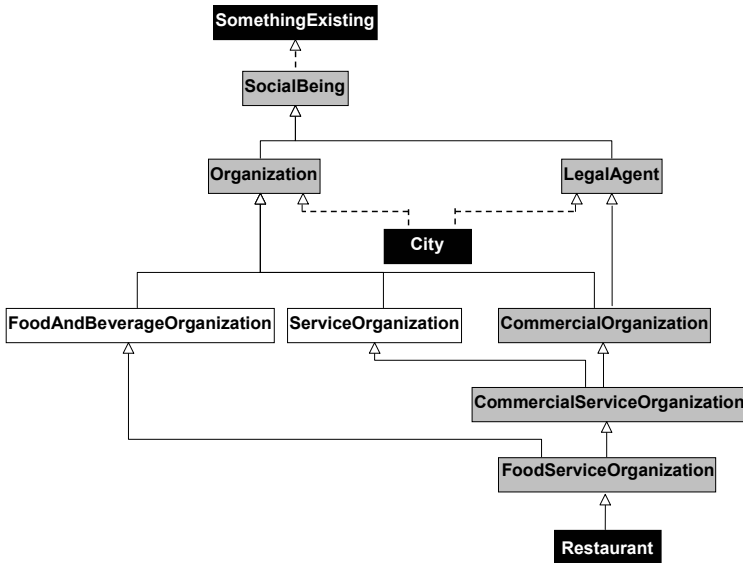 SomethingExisting
SocialBeing
Organization
LegalAgent
City
FoodAndBeverageOrganization
ServiceOrganization
CommercialOrganization
CommercialServiceOrganization
FoodServiceOrganization
Restaurant